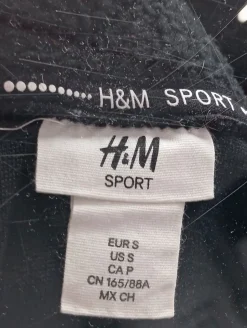 H&M SPORT
H&M
SPORT
EUR S
US S
CA P
CN 165/88A
MX CH